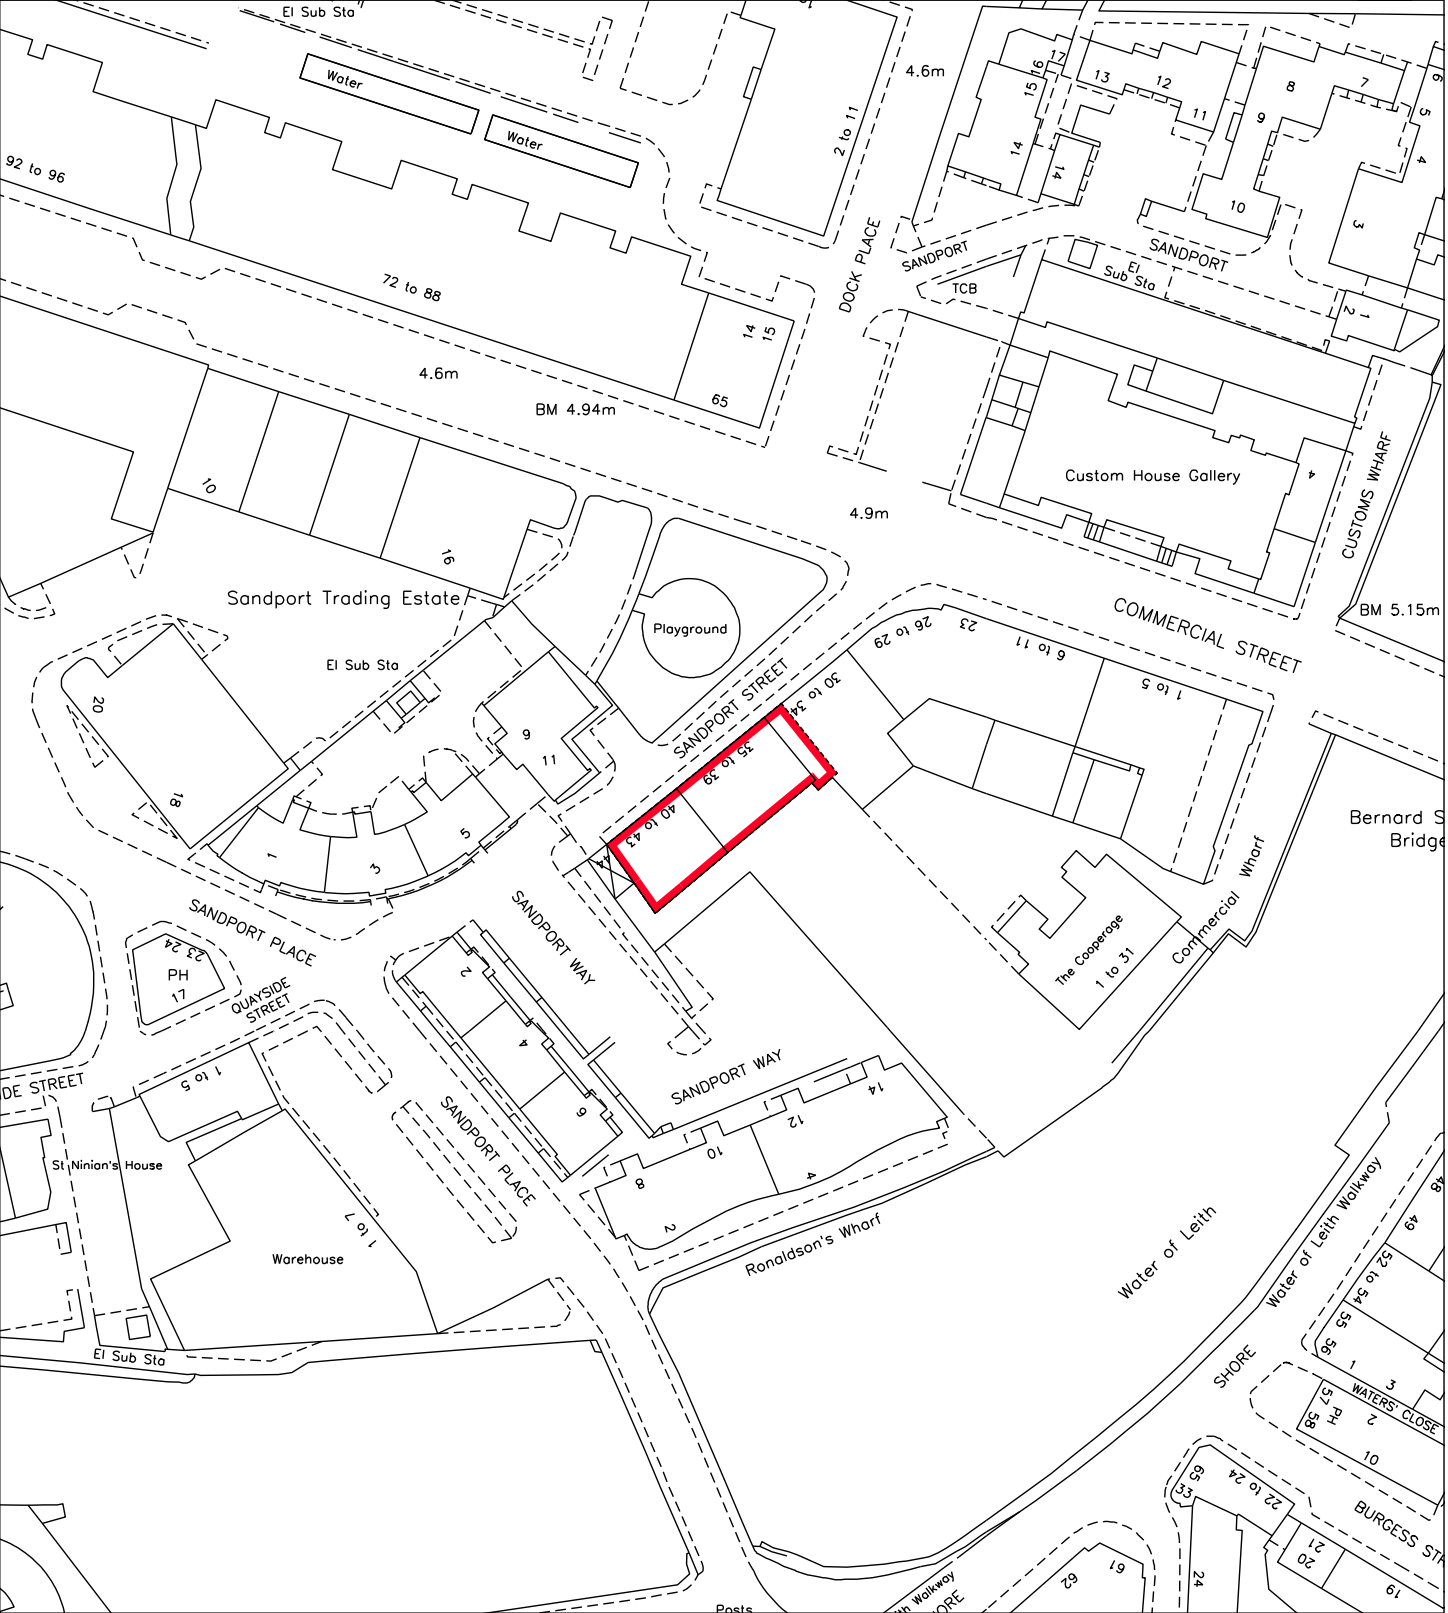 El Sub Sta
Water
Water
92 to 96
72 to 88
14
15
65
2 to 11
4.6m
DOCK PLACE
17
16
15
14
14
13
12
11
10
9
8
7
6
5
4
3
2
1
SANDPORT
SANDPORT
TCB
El
Sub Sta
4.6m
BM 4.94m
4.9m
Custom House Gallery
4
CUSTOMS WHARF
BM 5.15m
COMMERCIAL STREET
10
16
Sandport Trading Estate
El Sub Sta
Playground
SANDPORT STREET
20
18
9
11
1
3
5
30 to 34
26 to 29
23
6 to 11
1 to 5
35 to 39
40 to 43
44
Bernard S
Bridge
Commercial Wharf
The Cooperage
1 to 31
SANDPORT PLACE
SANDPORT WAY
23 24
PH
17
QUAYSIDE
STREET
2
4
6
SANDPORT WAY
IDE STREET
1 to 5
St Ninian's House
SANDPORT PLACE
14
12
10
8
4
2
1 to 7
Warehouse
Ronaldson's Wharf
Water of Leith
Water of Leith Walkway
El Sub Sta
48
49
52 to 54
55
56
1
3
SHORE
WATERS' CLOSE
57
58
PH
2
10
65
33
22 to 24
BURGESS STR
21
20
19
24
61
62
th Walkway
HORE
Posts